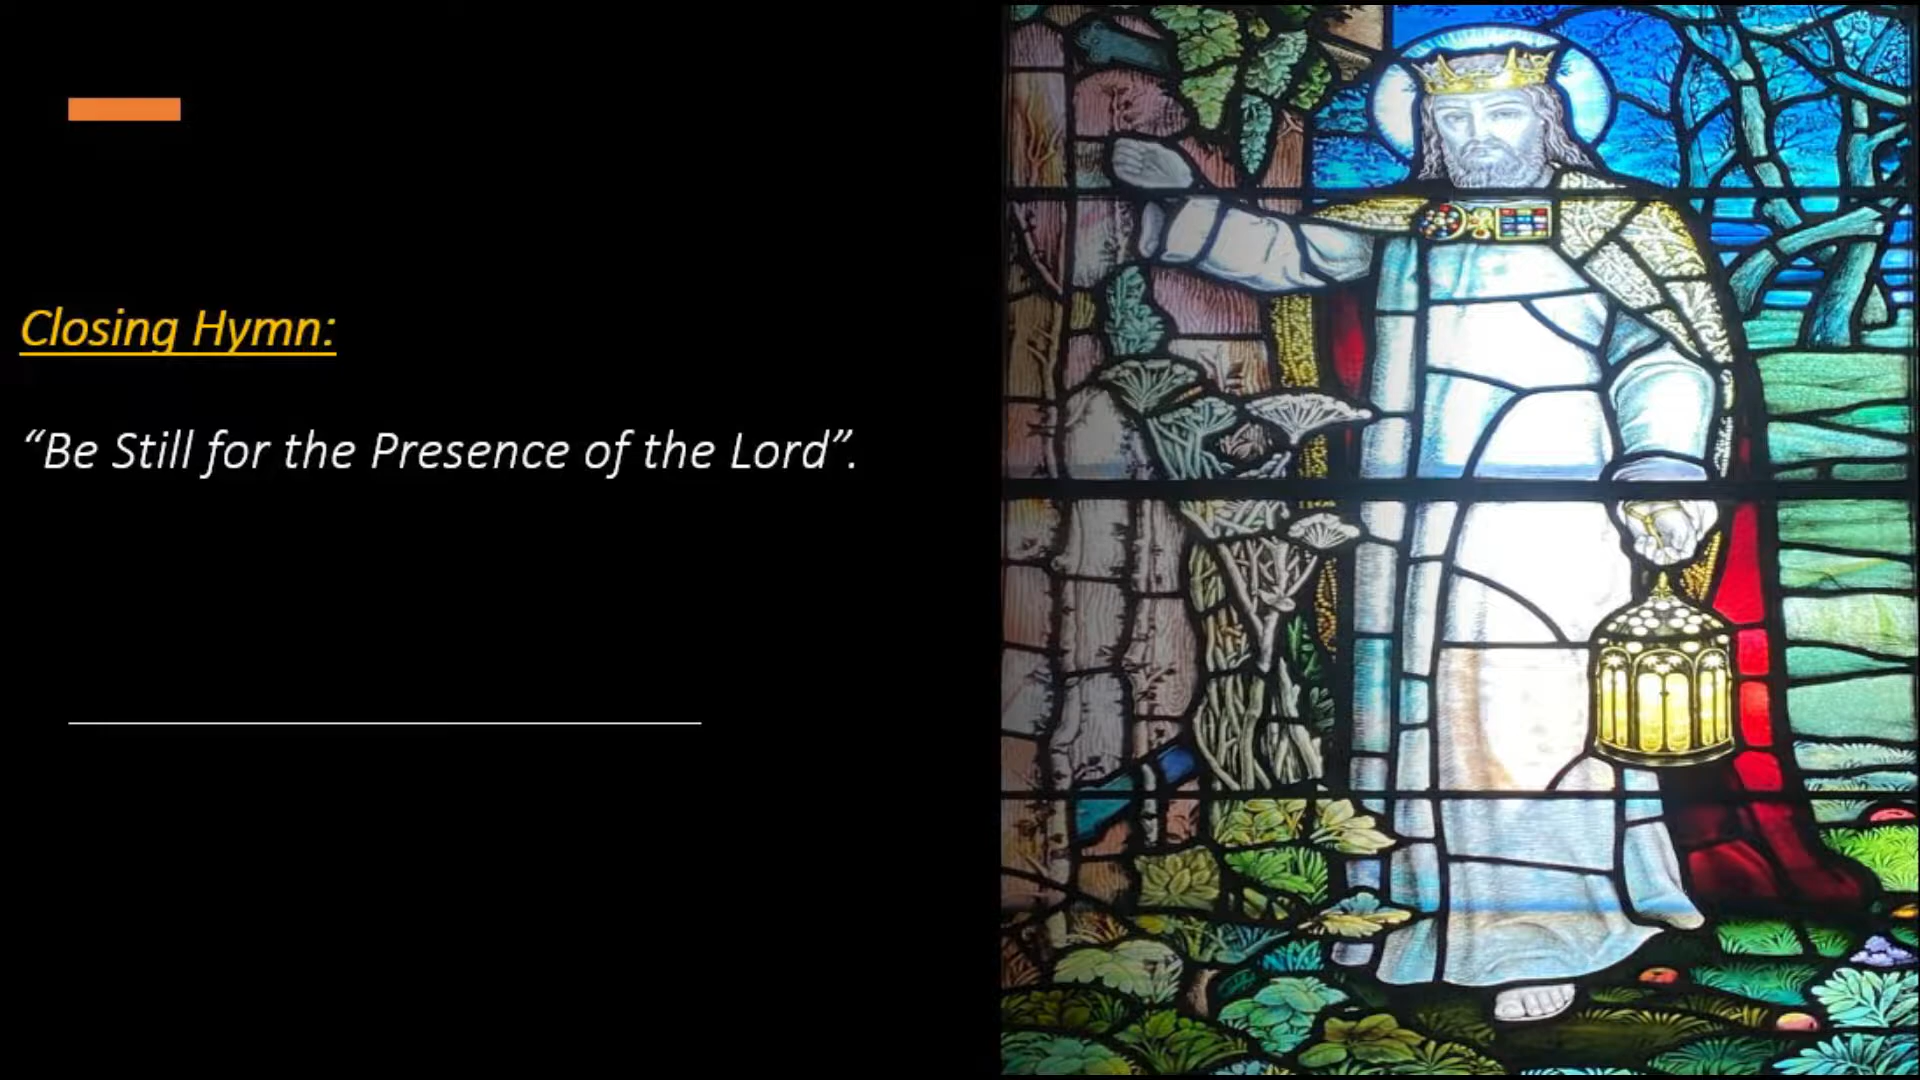 Closing Hymn:
“Be Still for the Presence of the Lord”.